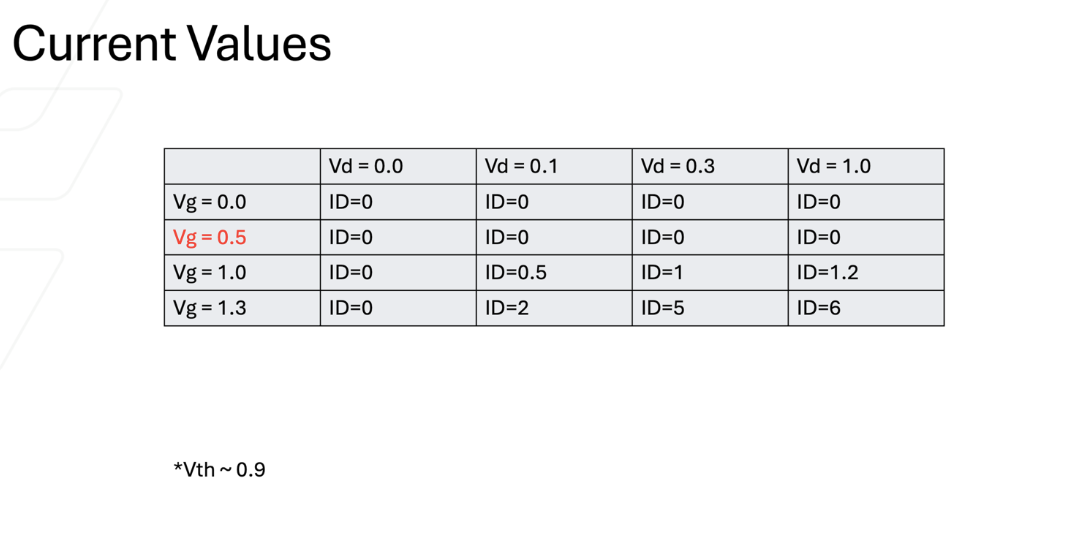 Current Values
Vd = 0.0 Vd = 0.1 Vd = 0.3 Vd = 1.0
Vg = 0.0 ID=0 ID=0 ID=0 ID=0
Vg = 0.5 ID=0 ID=0 ID=0 ID=0
Vg = 1.0 ID=0 ID=0.5 ID=1 ID=1.2
Vg = 1.3 ID=0 ID=2 ID=5 ID=6
*Vth ~ 0.9